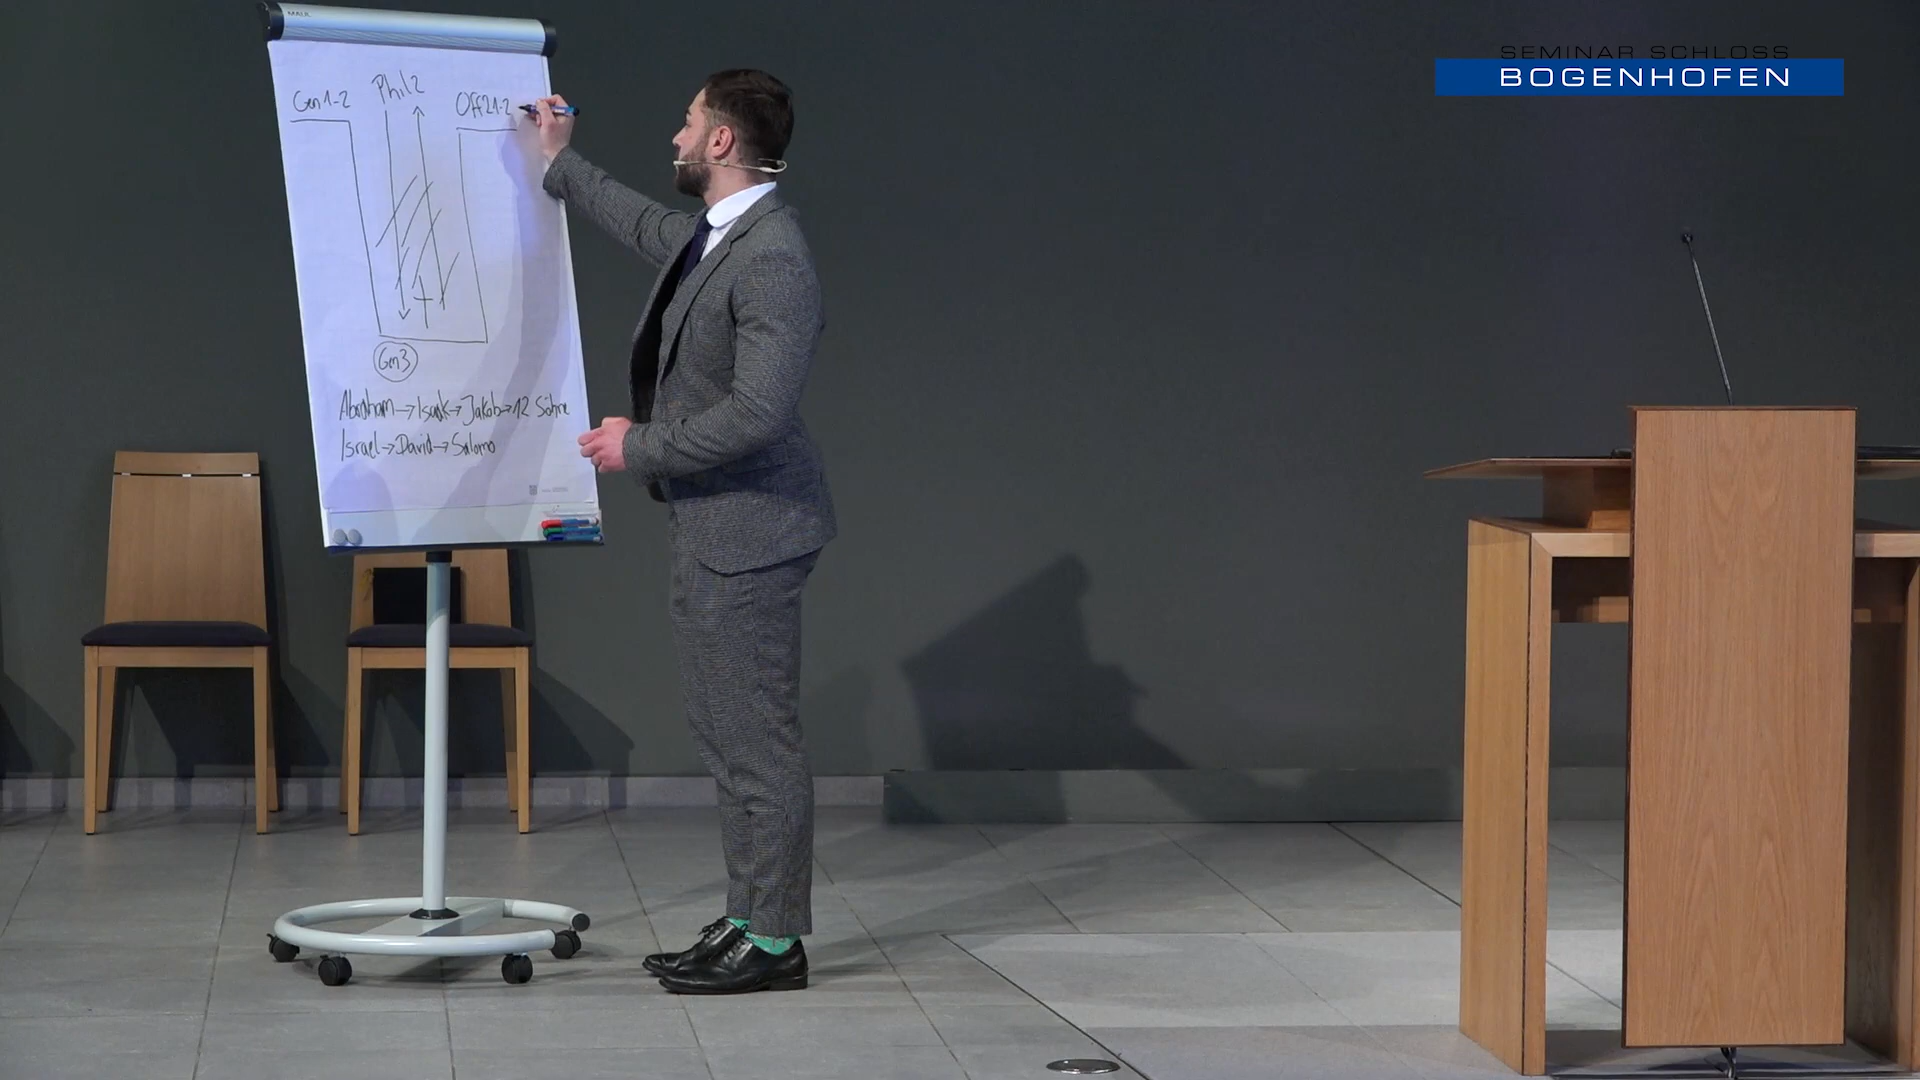 MAUL
SEMINAR SCHLOSS
BOGENHOFEN
Gen 1-2
Phil 2
Off 21-2
Gen 3
Abraham → Isaak → Jakob → 12 Söhne
Israel → David → Salomo